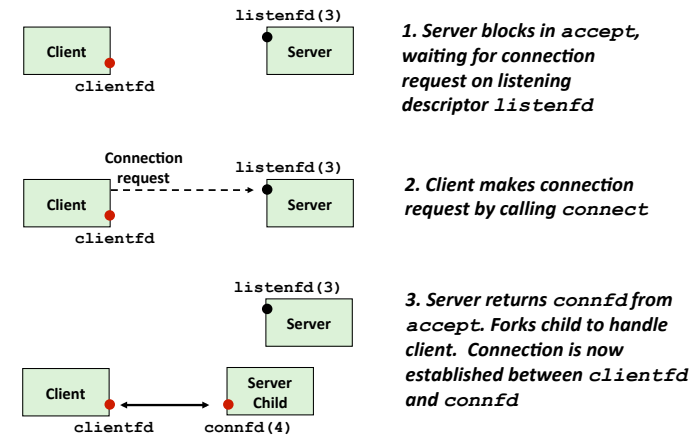 listenfd(3)
Client
Server
clientfd
1. Server blocks in accept,
waiting for connection
request on listening
descriptor listenfd
Connection
request
listenfd(3)
Client
Server
clientfd
2. Client makes connection
request by calling connect
listenfd(3)
Server
Client
Server
Child
clientfd
connfd(4)
3. Server returns connfd from
accept. Forks child to handle
client. Connection is now
established between clientfd
and connfd